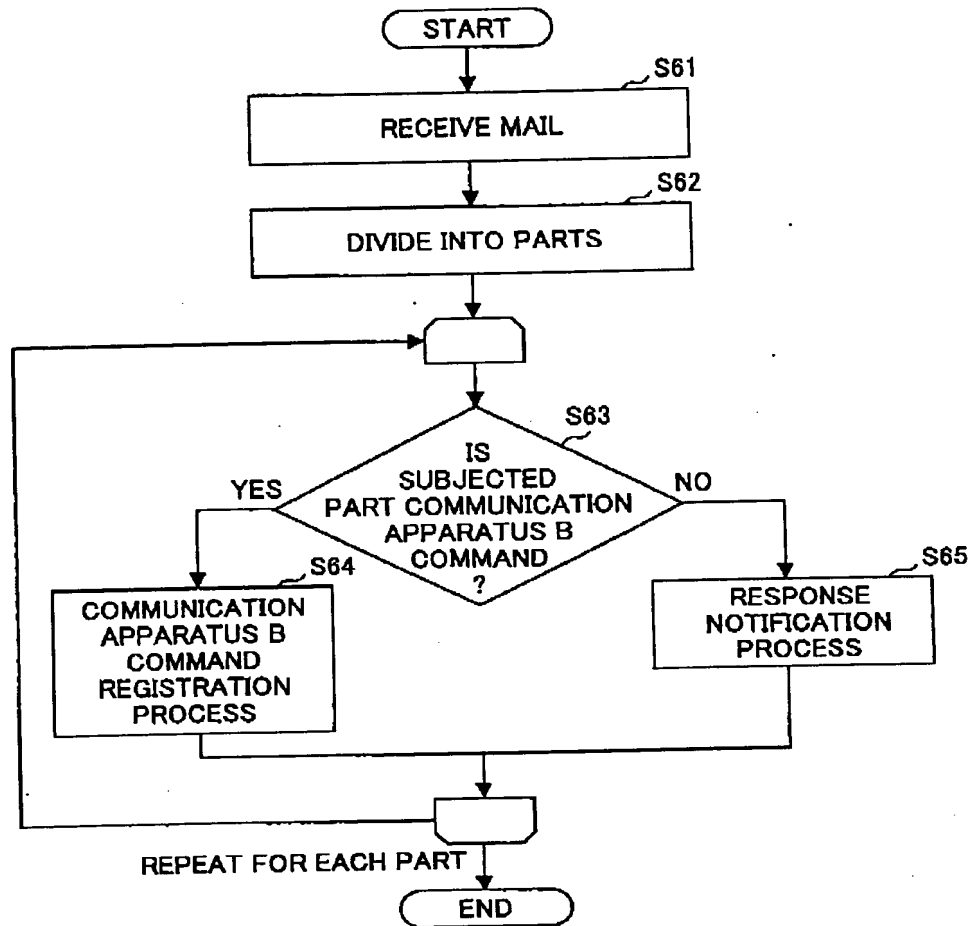 START
S61
RECEIVE MAIL
S62
DIVIDE INTO PARTS
S63
IS
SUBJECTED
PART COMMUNICATION
APPARATUS B
COMMAND
?
YES
NO
S64
COMMUNICATION
APPARATUS B
COMMAND
REGISTRATION
PROCESS
S65
RESPONSE
NOTIFICATION
PROCESS
REPEAT FOR EACH PART
END